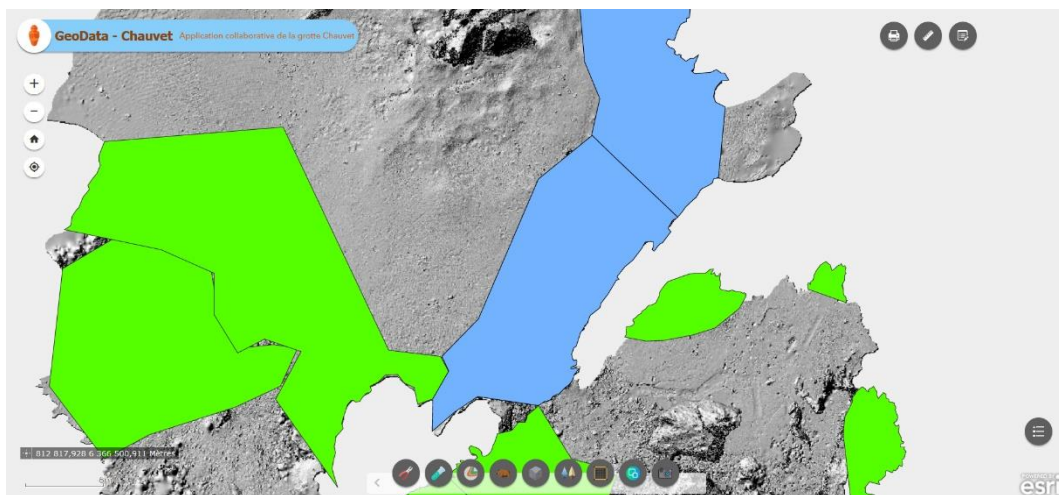 GeoData - Chauvet Application collaborative de la grotte Chauvet
812 817,928 6 366 500,911 Mètres
esri